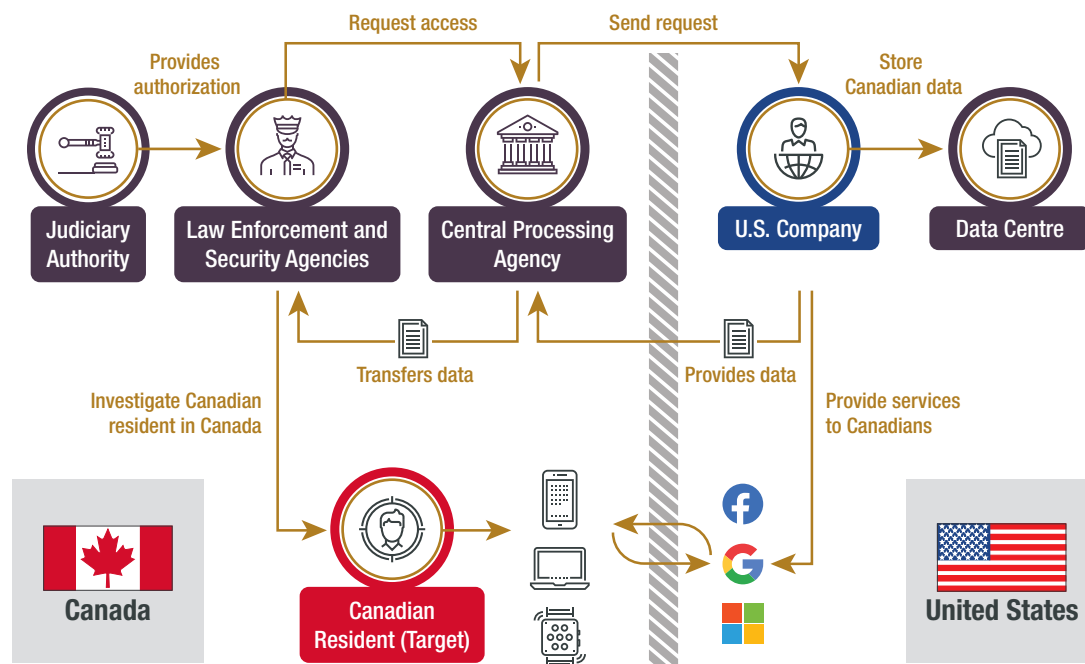 Request access
Send request
Provides
authorization
Store
Canadian data
Judiciary
Authority
Law Enforcement and
Security Agencies
Central Processing
Agency
U.S. Company
Data Centre
Transfers data
Provides data
Investigate Canadian
resident in Canada
Provide services
to Canadians
Canada
Canadian
Resident (Target)
United States